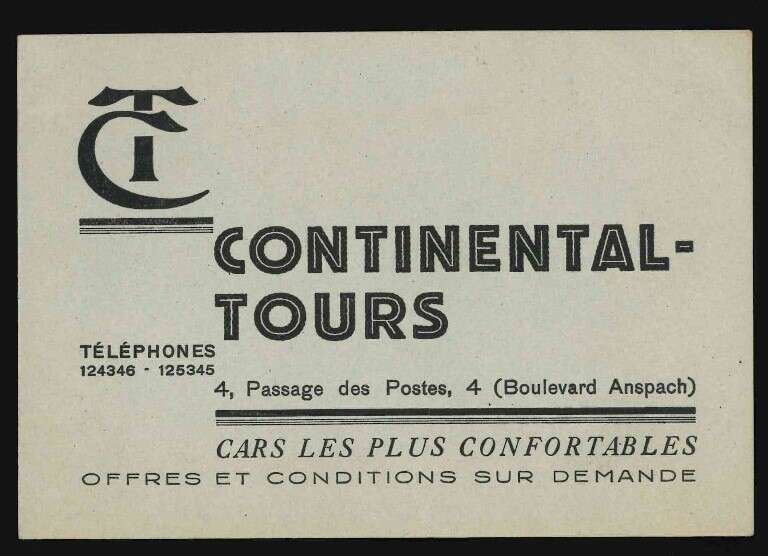 TC
CONTINENTAL-
TOURS
TÉLÉPHONES
124346 - 125345
4, Passage des Postes, 4 (Boulevard Anspach)
CARS LES PLUS CONFORTABLES
OFFRES ET CONDITIONS SUR DEMANDE